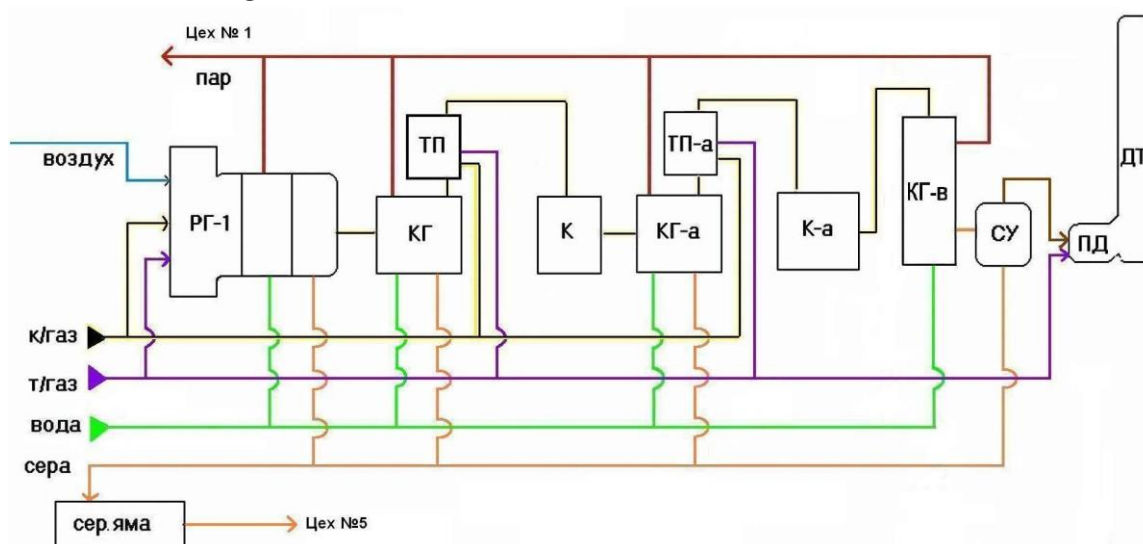 Цех № 1
пар
воздух
РГ-1
ТП
КГ
К
ТП-а
КГ-а
К-а
КГ-в
СУ
ПД
ДТ
к/газ
т/газ
вода
сера
сер. яма
Цех №5